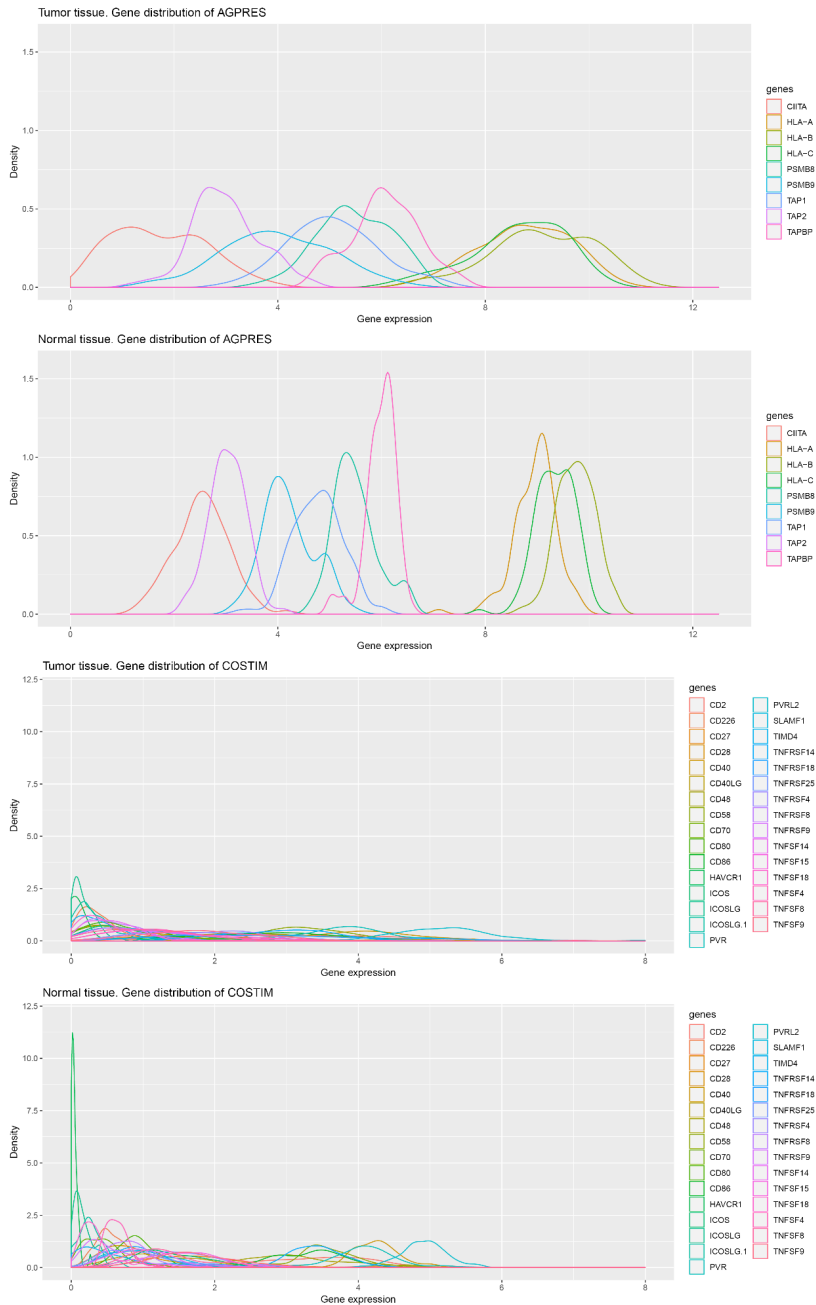 Tumor tissue. Gene distribution of AGPRES
1.5
1.0
0.5
0.0
Density
0 4 8 12
Gene expression
genes
CIITA
HLA−A
HLA−B
HLA−C
PSMB8
PSMB9
TAP1
TAP2
TAPBP
Normal tissue. Gene distribution of AGPRES
1.5
1.0
0.5
0.0
Density
0 4 8 12
Gene expression
genes
CIITA
HLA−A
HLA−B
HLA−C
PSMB8
PSMB9
TAP1
TAP2
TAPBP
Tumor tissue. Gene distribution of COSTIM
12.5
10.0
7.5
5.0
2.5
0.0
Density
0 2 4 6 8
Gene expression
genes
CD2 PVRL2
CD226 SLAMF1
CD27 TIMD4
CD28 TNFRSF14
CD40 TNFRSF18
CD40LG TNFRSF25
CD48 TNFRSF4
CD58 TNFRSF8
CD70 TNFRSF9
CD80 TNFSF14
CD86 TNFSF15
HAVCR1 TNFSF18
ICOS TNFSF4
ICOSLG TNFSF8
ICOSLG.1 TNFSF9
PVR
Normal tissue. Gene distribution of COSTIM
12.5
10.0
7.5
5.0
2.5
0.0
Density
0 2 4 6 8
Gene expression
genes
CD2 PVRL2
CD226 SLAMF1
CD27 TIMD4
CD28 TNFRSF14
CD40 TNFRSF18
CD40LG TNFRSF25
CD48 TNFRSF4
CD58 TNFRSF8
CD70 TNFRSF9
CD80 TNFSF14
CD86 TNFSF15
HAVCR1 TNFSF18
ICOS TNFSF4
ICOSLG TNFSF8
ICOSLG.1 TNFSF9
PVR